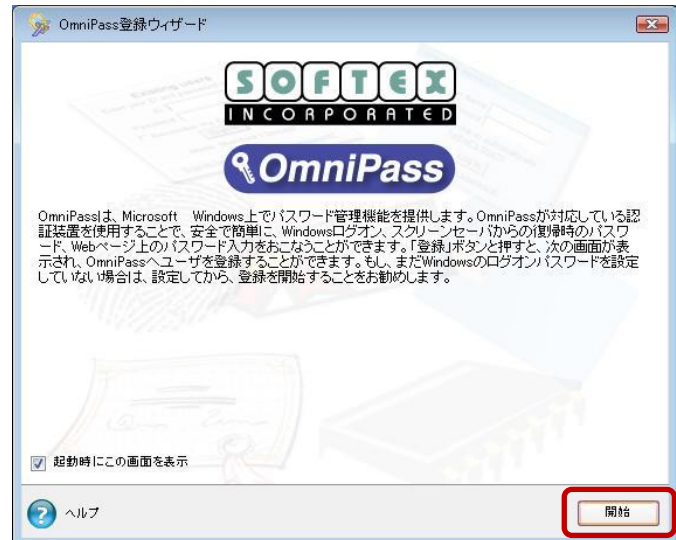 OmniPass登録ウィザード
SOFTEX
INCORPORATED
OmniPass
OmniPassは、Microsoft Windows上でパスワード管理機能を提供します。OmniPassが対応している認
証装置を使用することで、安全で簡単に、Windowsログオン、スクリーンセーバからの復帰時のパスワ
ード、Webページ上のパスワード入力をおこなうことができます。「登録」ボタンと押すと、次の画面が表
示され、OmniPassへユーザを登録することができます。もし、まだWindowsのログオンパスワードを設定
していない場合は、設定してから、登録を開始することをお勧めします。
起動時にこの画面を表示
ヘルプ
開始